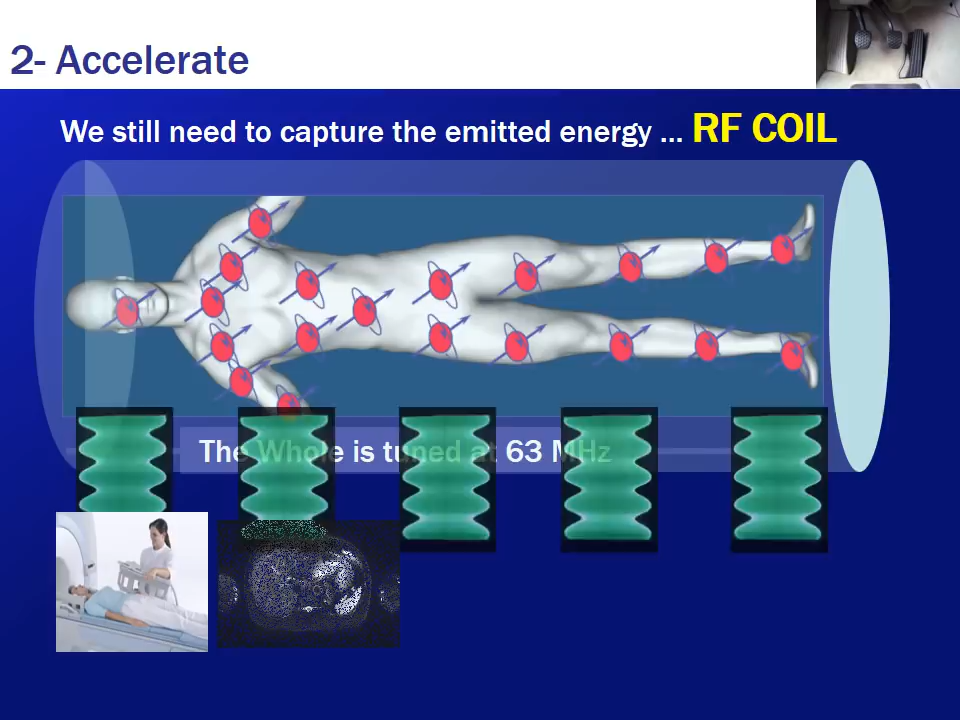 2- Accelerate
We still need to capture the emitted energy ... RF COIL
The Whole is tuned at 63 MHz